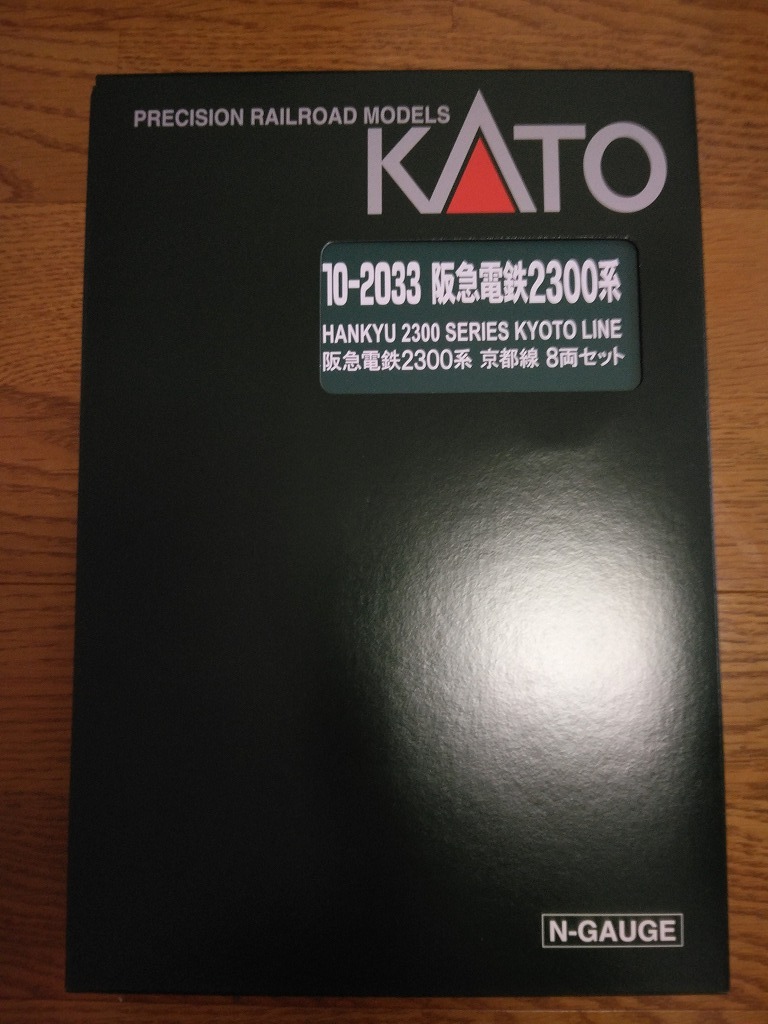 PRECISION RAILROAD MODELS
KATO
10-2033 阪急電鉄2300系
HANKYU 2300 SERIES KYOTO LINE
阪急電鉄2300系 京都線 8両セット
N-GAUGE